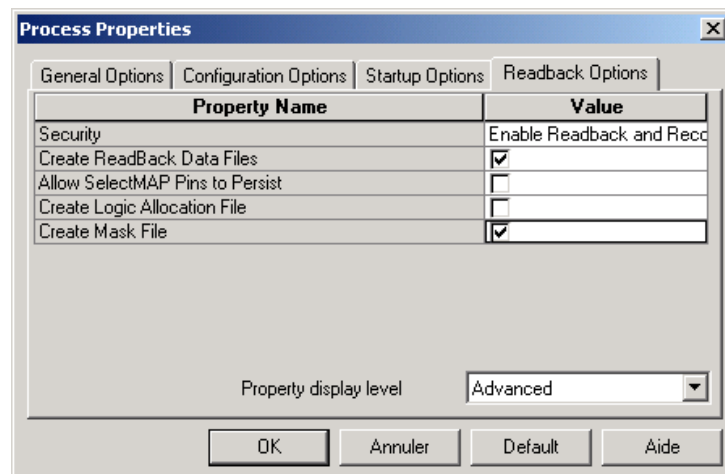 Process Properties
General Options Configuration Options Startup Options Readback Options
Property Name Value
Security Enable Readback and Reco
Create ReadBack Data Files
Allow SelectMAP Pins to Persist
Create Logic Allocation File
Create Mask File
Property display level Advanced
OK Annuler Default Aide